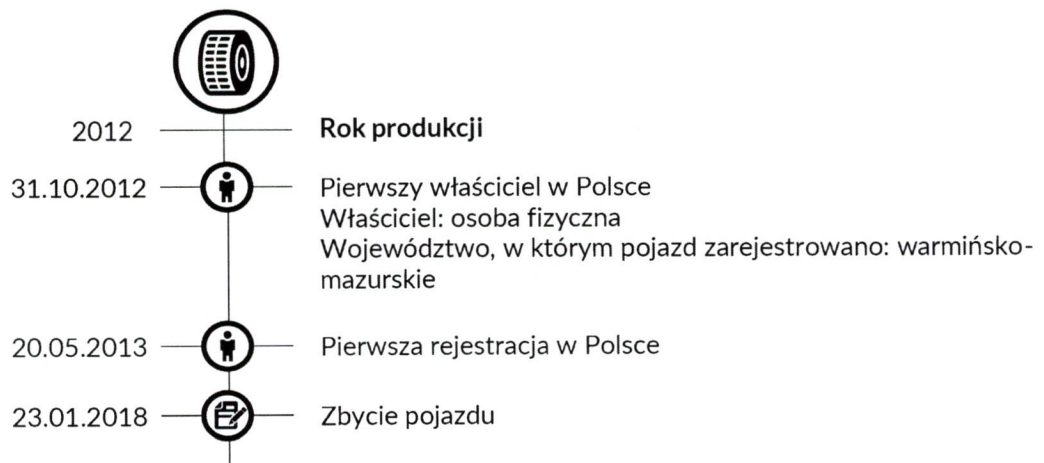 2012 Rok produkcji
31.10.2012 Pierwszy właściciel w Polsce
Właściciel: osoba fizyczna
Województwo, w którym pojazd zarejestrowano: warmińsko-
mazurskie
20.05.2013 Pierwsza rejestracja w Polsce
23.01.2018 Zbycie pojazdu